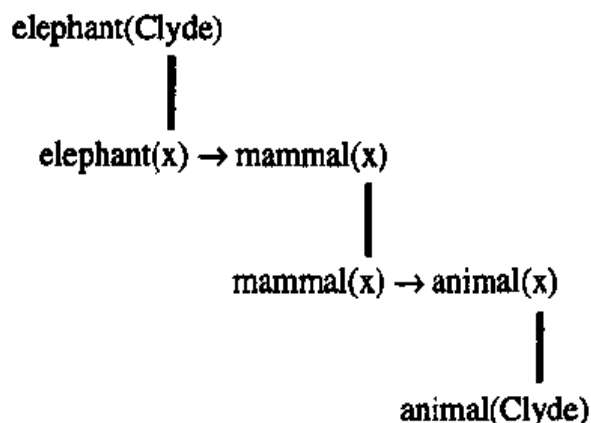 elephant(Clyde)
elephant(x) → mammal(x)
mammal(x) → animal(x)
animal(Clyde)